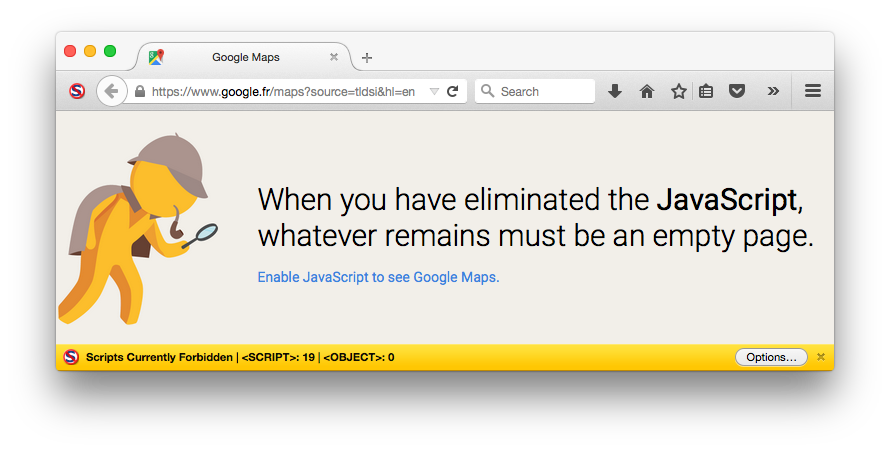 Google Maps
https://www.google.fr/maps?source=tldsi&hl=en
Search
When you have eliminated the JavaScript,
whatever remains must be an empty page.
Enable JavaScript to see Google Maps.
Scripts Currently Forbidden | <SCRIPT>: 19 | <OBJECT>: 0
Options...